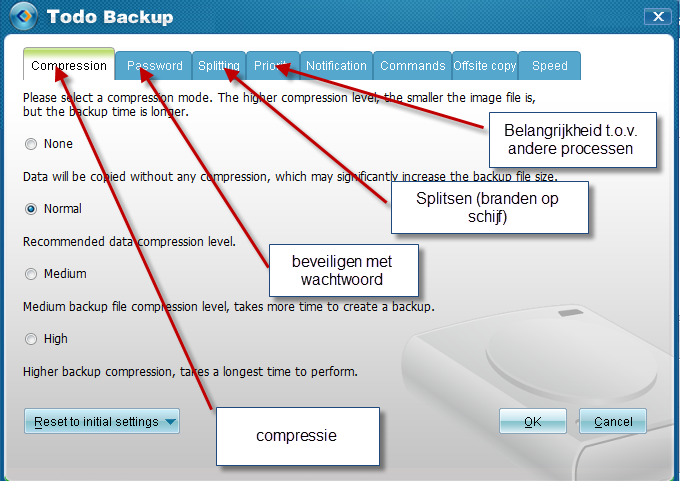 Todo Backup
Compression Password Splitting Priority Notification Commands Offsite copy Speed
Please select a compression mode. The higher compression level, the smaller the image file is,
but the backup time is longer.
None
Data will be copied without any compression, which may significantly increase the backup file size.
Normal
Recommended data compression level.
Medium
Medium backup file compression level, takes more time to create a backup.
High
Higher backup compression, takes a longest time to perform.
Belangrijkheid t.o.v.
andere processen
Splitsen (branden op
schijf)
beveiligen met
wachtwoord
compressie
Reset to initial settings
OK
Cancel